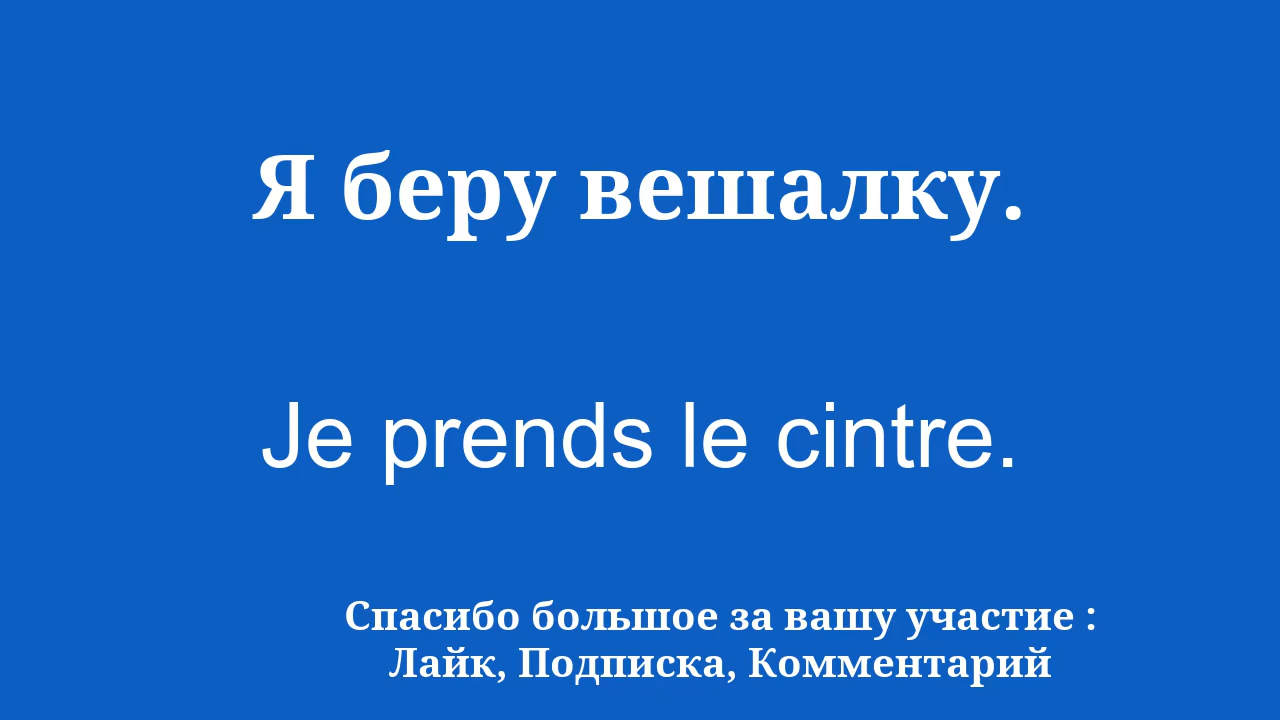 Я беру вешалку.
Je prends le cintre.
Спасибо большое за вашу участие :
Лайк, Подписка, Комментарий